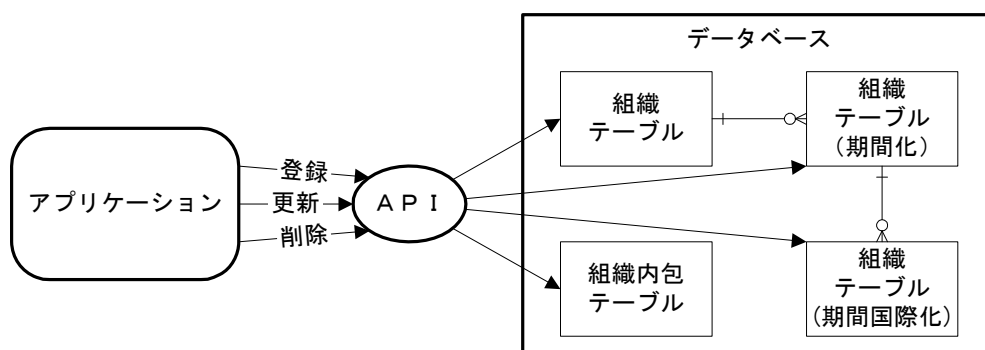 データベース
組織
テーブル
組織
テーブル
（期間化）
アプリケーション
登録
更新
削除
ＡＰＩ
組織内包
テーブル
組織
テーブル
（期間国際化）